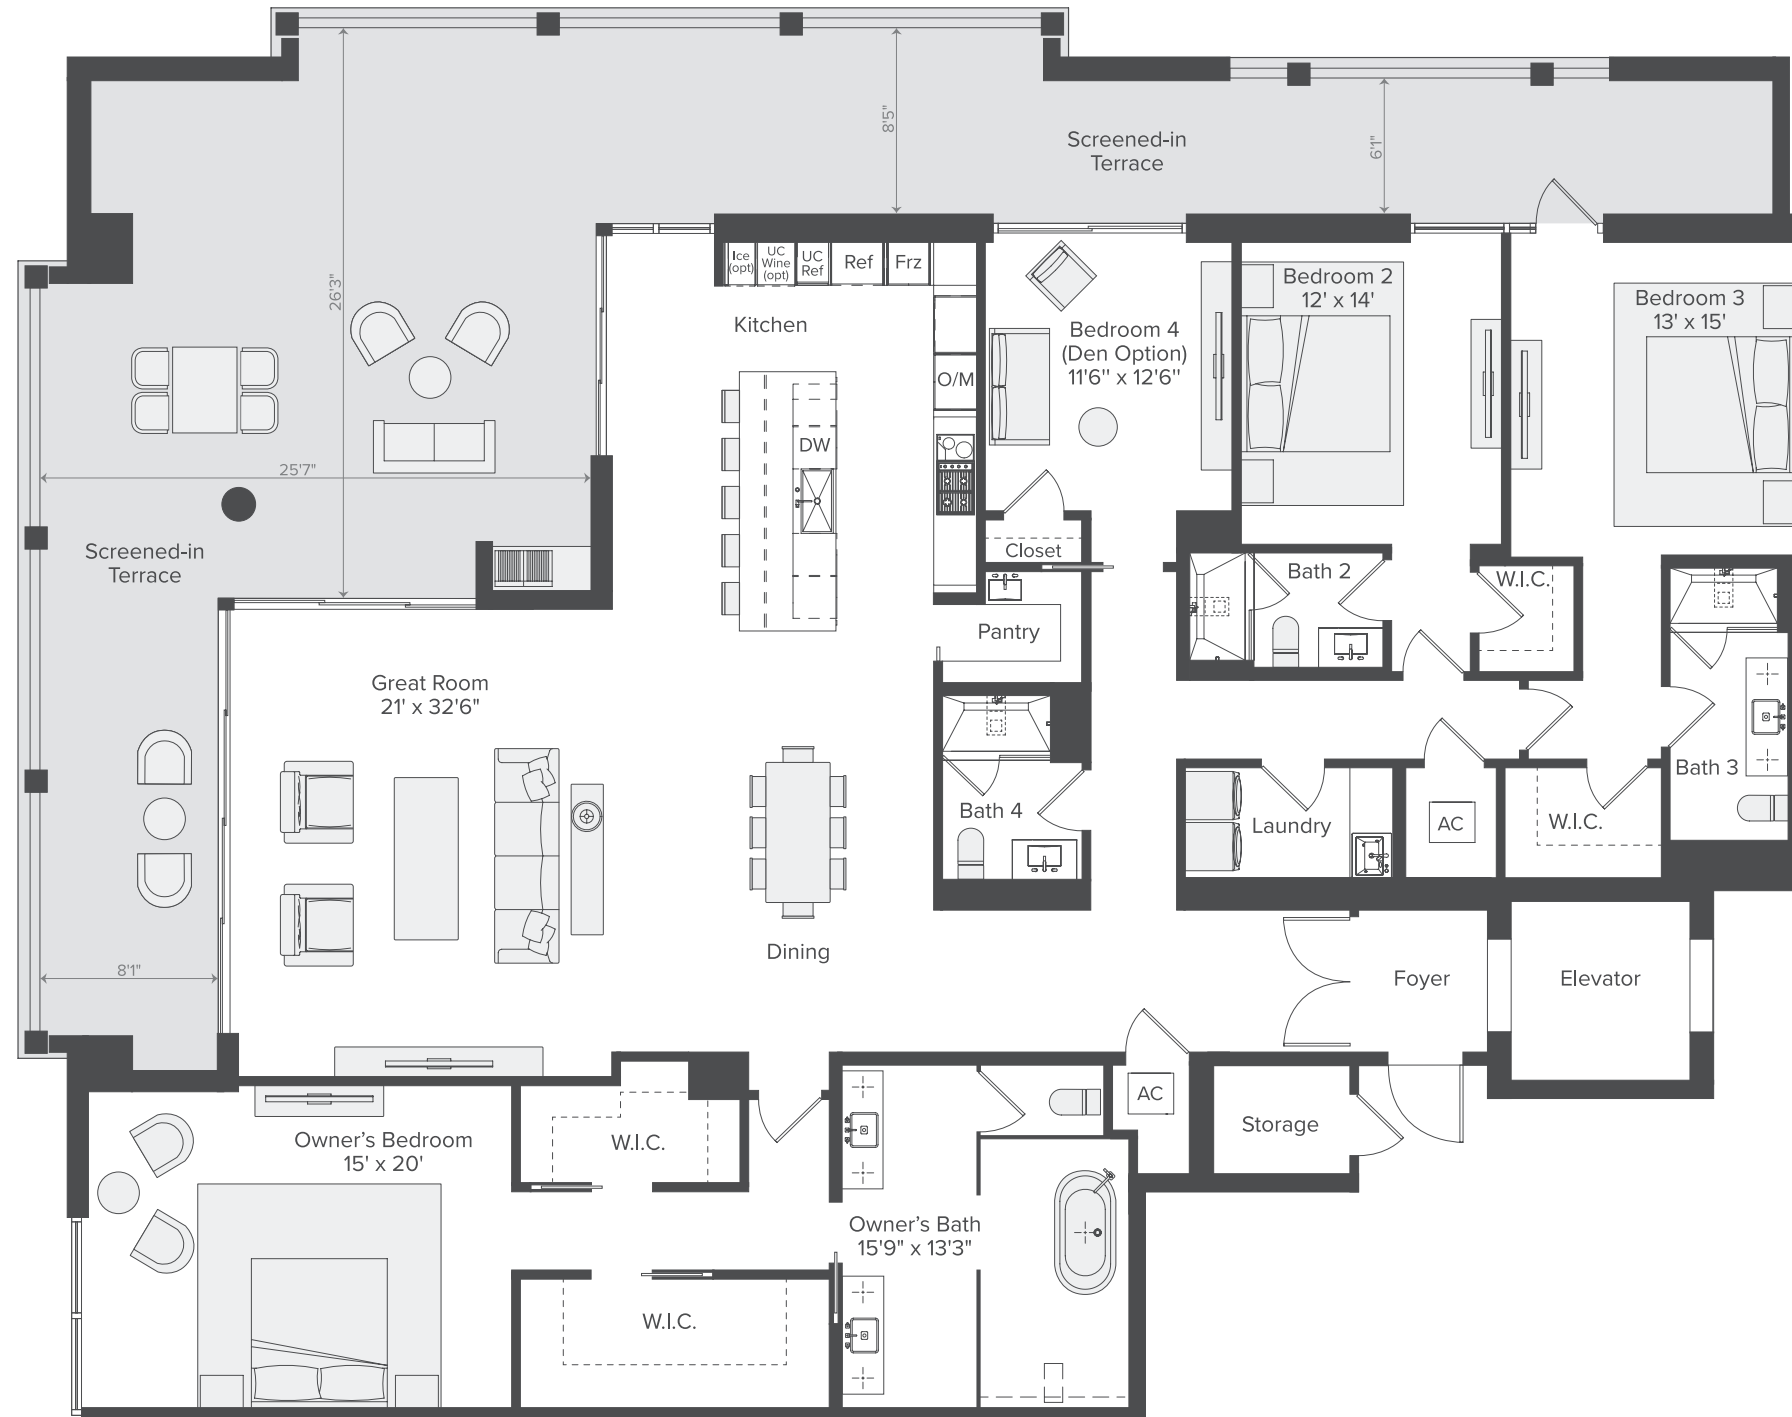 8'5"
6'1"
Screened-in
Terrace
26'3"
Ice
(opt)
UC
Wine
(opt)
UC
Ref
Ref
Frz
Kitchen
O/M
DW
Bedroom 4
(Den Option)
11'6" x 12'6"
Bedroom 2
12' x 14'
Bedroom 3
13' x 15'
25'7"
Screened-in
Terrace
Closet
Pantry
Bath 2
W.I.C.
Great Room
21' x 32'6"
Bath 4
Laundry
AC
W.I.C.
Bath 3
Dining
8'1"
Foyer
Elevator
AC
Storage
Owner's Bedroom
15' x 20'
W.I.C.
Owner's Bath
15'9" x 13'3"
W.I.C.